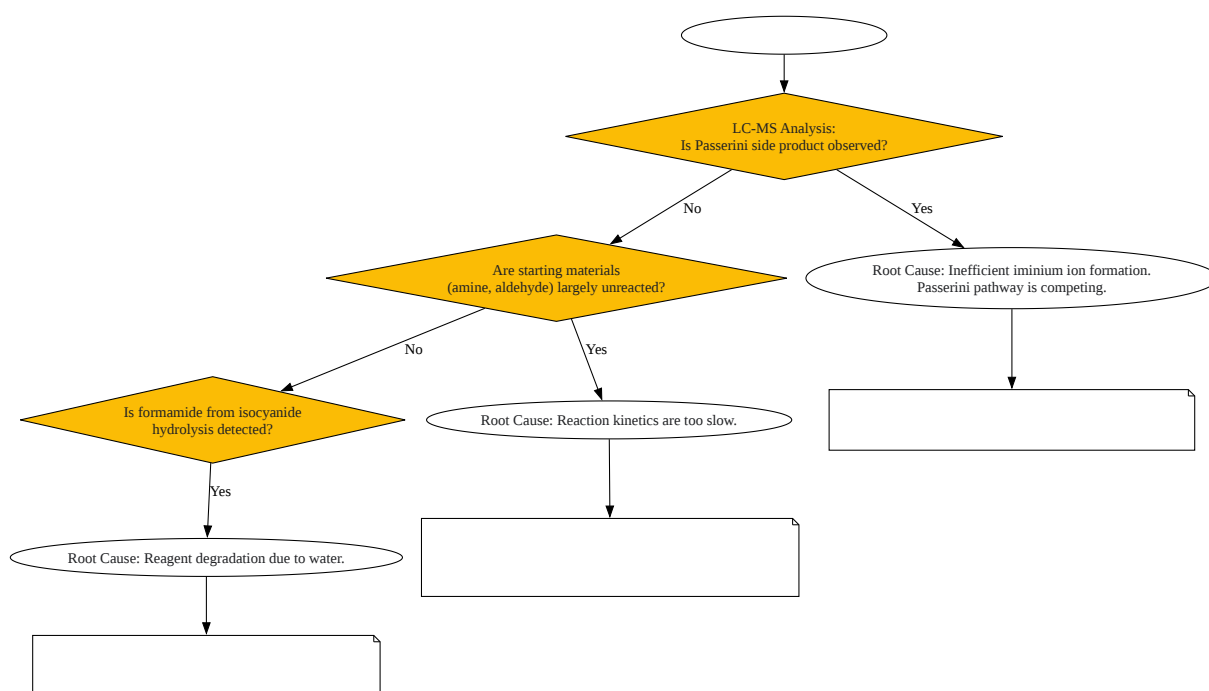 LC-MS Analysis:
Is Passerini side product observed?
No
Yes
Are starting materials
(amine, aldehyde) largely unreacted?
Root Cause: Inefficient iminium ion formation.
Passerini pathway is competing.
No
Yes
Is formamide from isocyanide
hydrolysis detected?
Root Cause: Reaction kinetics are too slow.
Yes
Root Cause: Reagent degradation due to water.